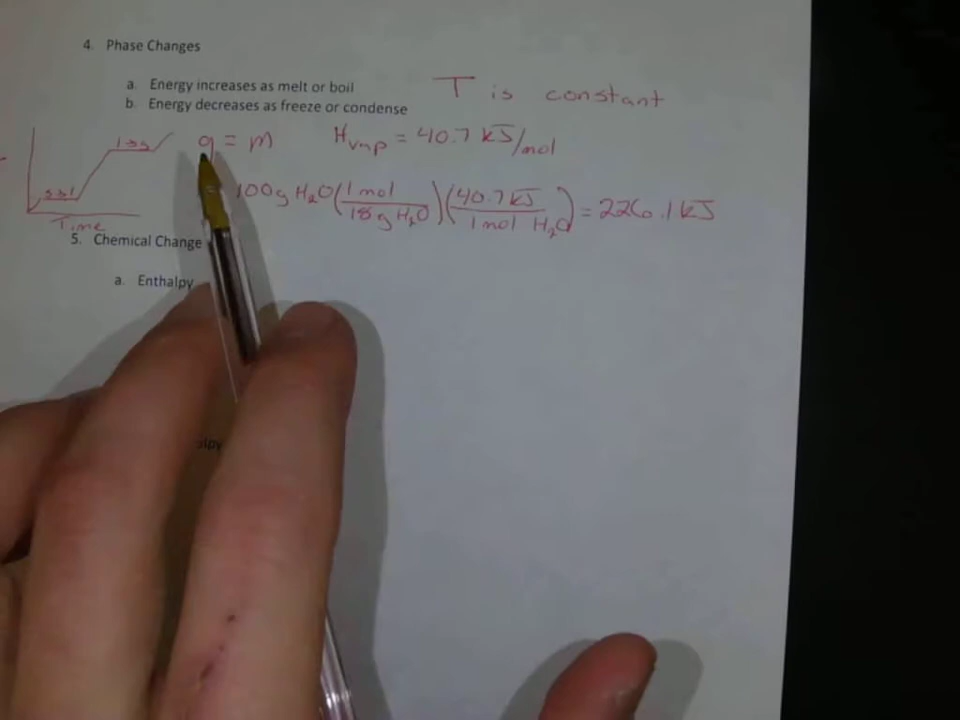 4. Phase Changes
a. Energy increases as melt or boil
T is constant
b. Energy decreases as freeze or condense
q = m
Hvap = 40.7 kJ/mol
l→g
s→l
Time
= 100g H₂O (1 mol / 18g H₂O)(40.7 kJ / 1 mol H₂O) = 226.1 kJ
5. Chemical Change
a. Enthalpy
alpy